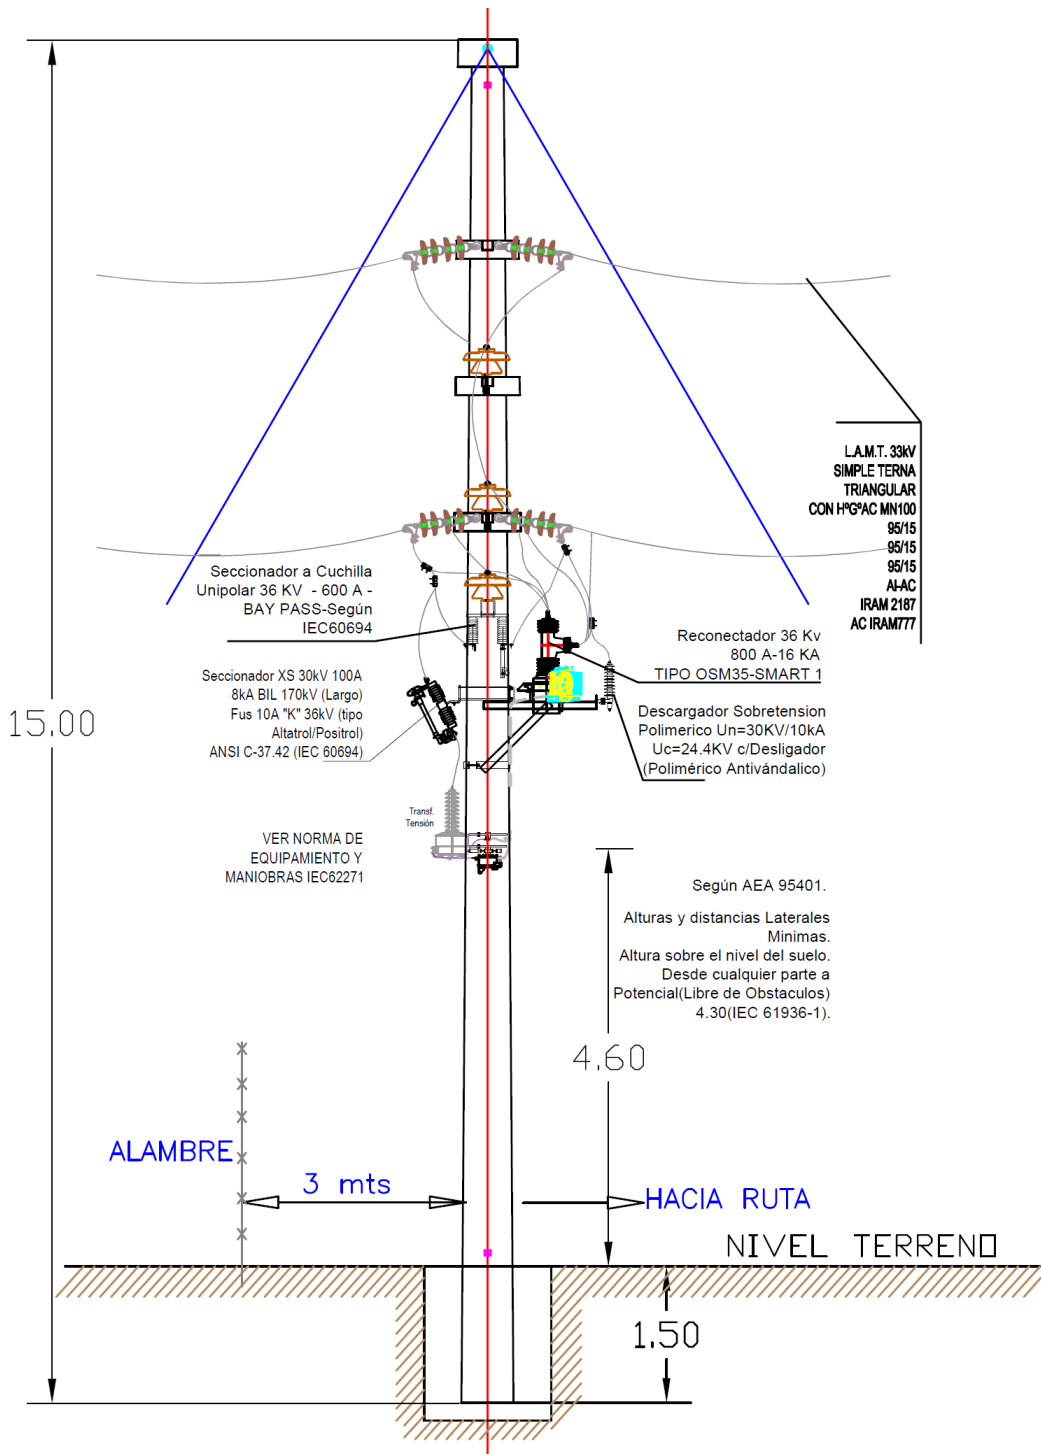 L.A.M.T. 33kV
SIMPLE TERNA
TRIANGULAR
CON HºGºAC MN100
95/15
95/15
95/15
Al-AC
IRAM 2187
AC IRAM777
Seccionador a Cuchilla
Unipolar 36 KV - 600 A -
BAY PASS-Según
IEC60694
Reconectador 36 Kv
800 A-16 KA
TIPO OSM35-SMART 1
Seccionador XS 30kV 100A
8kA BIL 170kV (Largo)
Fus 10A "K" 36kV (tipo
Altatrol/Positrol)
ANSI C-37.42 (IEC 60694)
Descargador Sobretension
Polimerico Un=30KV/10kA
Uc=24.4KV c/Desligador
(Polimérico Antivándalico)
15.00
Transf.
Tensión
VER NORMA DE
EQUIPAMIENTO Y
MANIOBRAS IEC62271
Según AEA 95401.
Alturas y distancias Laterales
Minimas.
Altura sobre el nivel del suelo.
Desde cualquier parte a
Potencial(Libre de Obstaculos)
4.30(IEC 61936-1).
4.60
ALAMBRE
3 mts
HACIA RUTA
NIVEL TERRENO
1.50